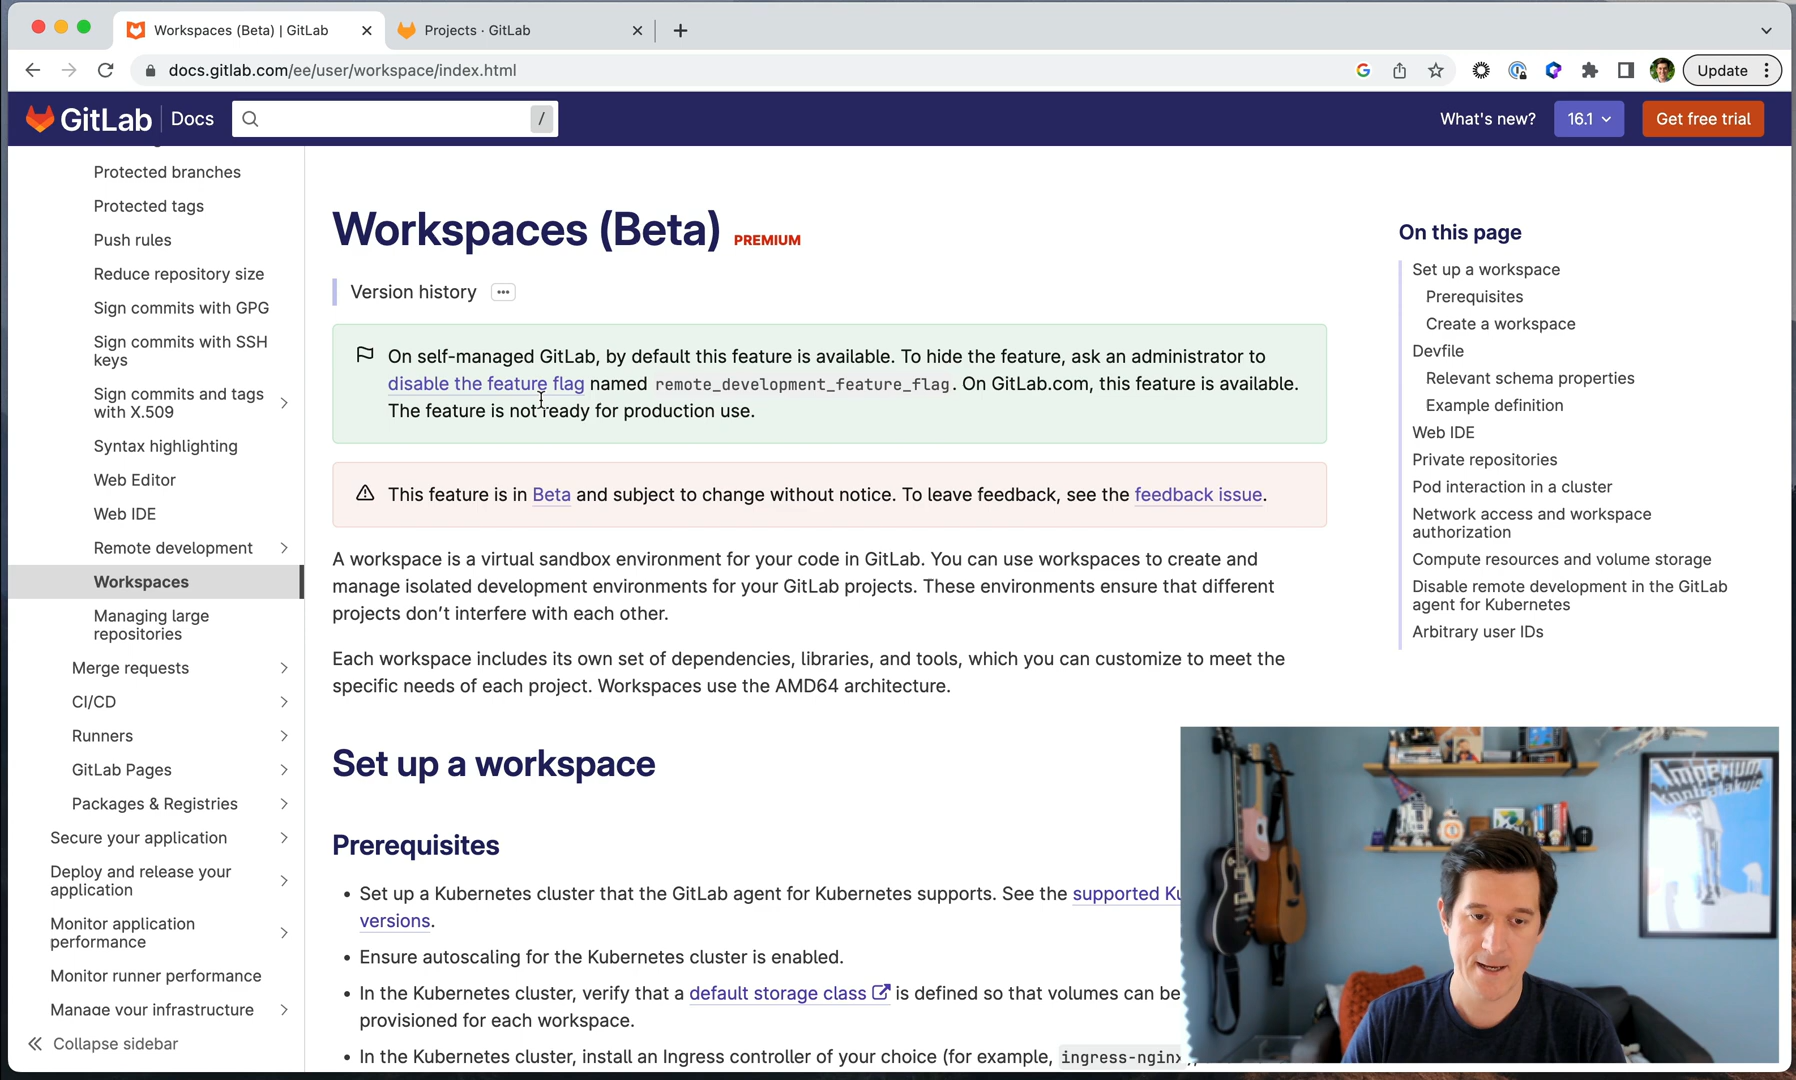 Workspaces (Beta) | GitLab
Projects · GitLab
docs.gitlab.com/ee/user/workspace/index.html
Update
GitLab
Docs
/
What's new?
16.1
Get free trial
Protected branches
Protected tags
Push rules
Reduce repository size
Sign commits with GPG
Sign commits with SSH
keys
Sign commits and tags
with X.509
Syntax highlighting
Web Editor
Web IDE
Remote development
Workspaces
Managing large
repositories
Merge requests
CI/CD
Runners
GitLab Pages
Packages & Registries
Secure your application
Deploy and release your
application
Monitor application
performance
Monitor runner performance
Manage your infrastructure
Collapse sidebar
Workspaces (Beta) PREMIUM
Version history
On self-managed GitLab, by default this feature is available. To hide the feature, ask an administrator to
disable the feature flag named remote_development_feature_flag. On GitLab.com, this feature is available.
The feature is not ready for production use.
This feature is in Beta and subject to change without notice. To leave feedback, see the feedback issue.
A workspace is a virtual sandbox environment for your code in GitLab. You can use workspaces to create and
manage isolated development environments for your GitLab projects. These environments ensure that different
projects don't interfere with each other.
Each workspace includes its own set of dependencies, libraries, and tools, which you can customize to meet the
specific needs of each project. Workspaces use the AMD64 architecture.
Set up a workspace
Prerequisites
• Set up a Kubernetes cluster that the GitLab agent for Kubernetes supports. See the supported
versions.
• Ensure autoscaling for the Kubernetes cluster is enabled.
• In the Kubernetes cluster, verify that a default storage class is defined so that volumes can be
provisioned for each workspace.
• In the Kubernetes cluster, install an Ingress controller of your choice (for example, ingress-nginx
On this page
Set up a workspace
Prerequisites
Create a workspace
Devfile
Relevant schema properties
Example definition
Web IDE
Private repositories
Pod interaction in a cluster
Network access and workspace
authorization
Compute resources and volume storage
Disable remote development in the GitLab
agent for Kubernetes
Arbitrary user IDs